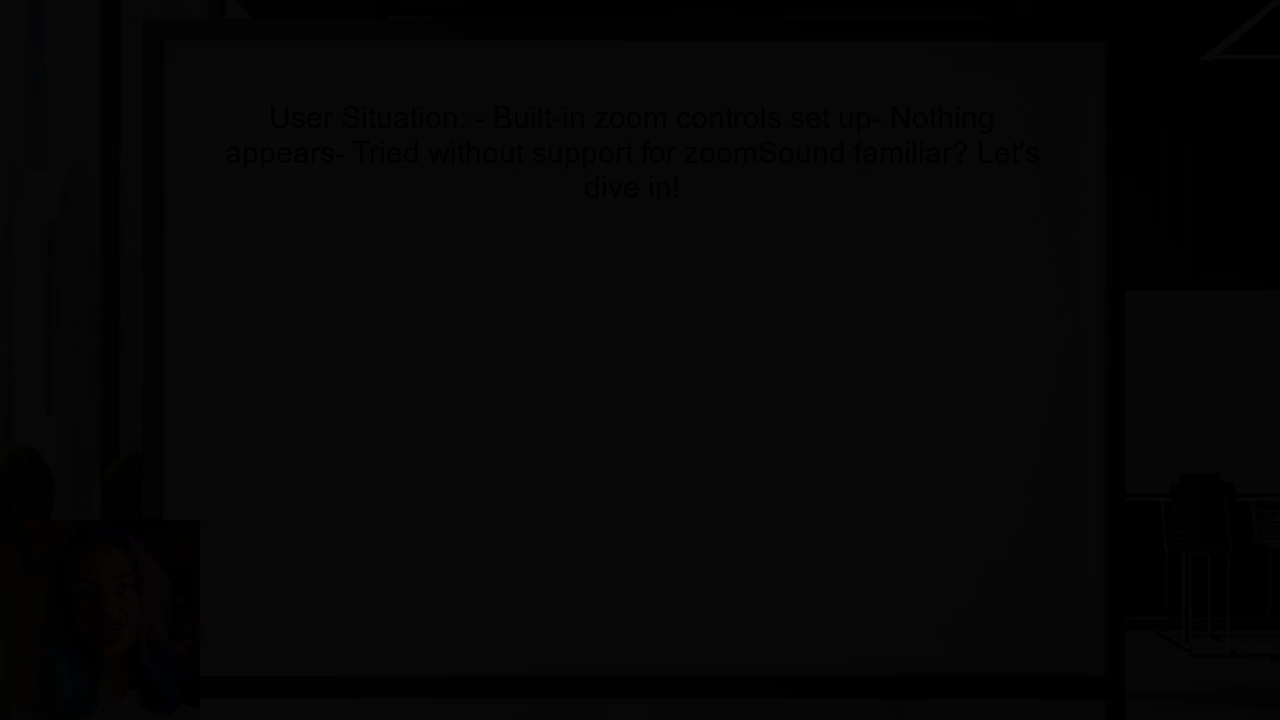 User Situation: - Built-in zoom controls set up- Nothing
appears- Tried without support for zoomSound familiar? Let's
dive in!